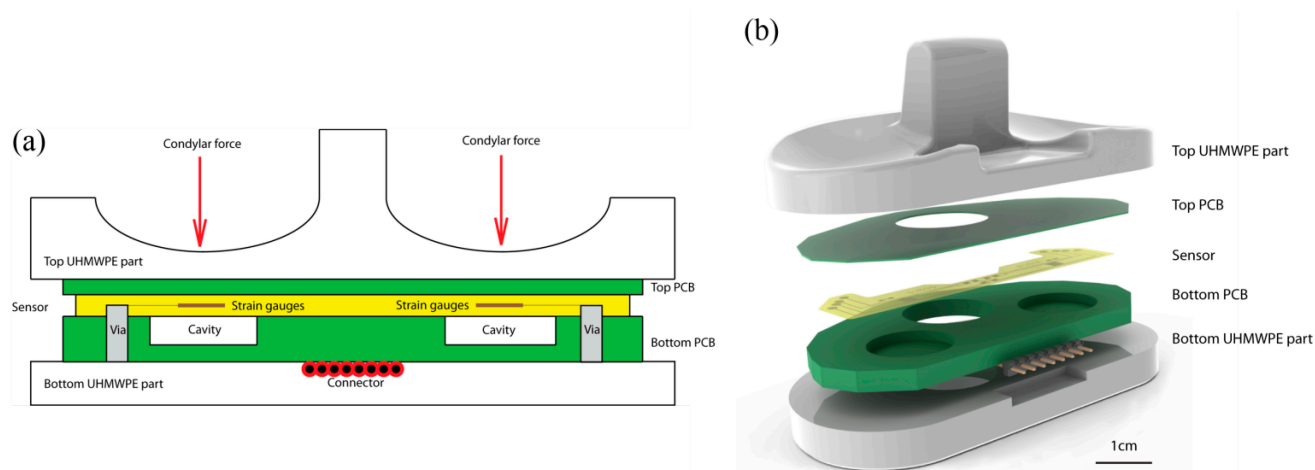 (a)
Condylar force
Condylar force
Top UHMWPE part
Top PCB
Sensor
Strain gauges
Strain gauges
Via
Cavity
Cavity
Via
Bottom PCB
Bottom UHMWPE part
Connector
(b)
Top UHMWPE part
Top PCB
Sensor
Bottom PCB
Bottom UHMWPE part
1cm